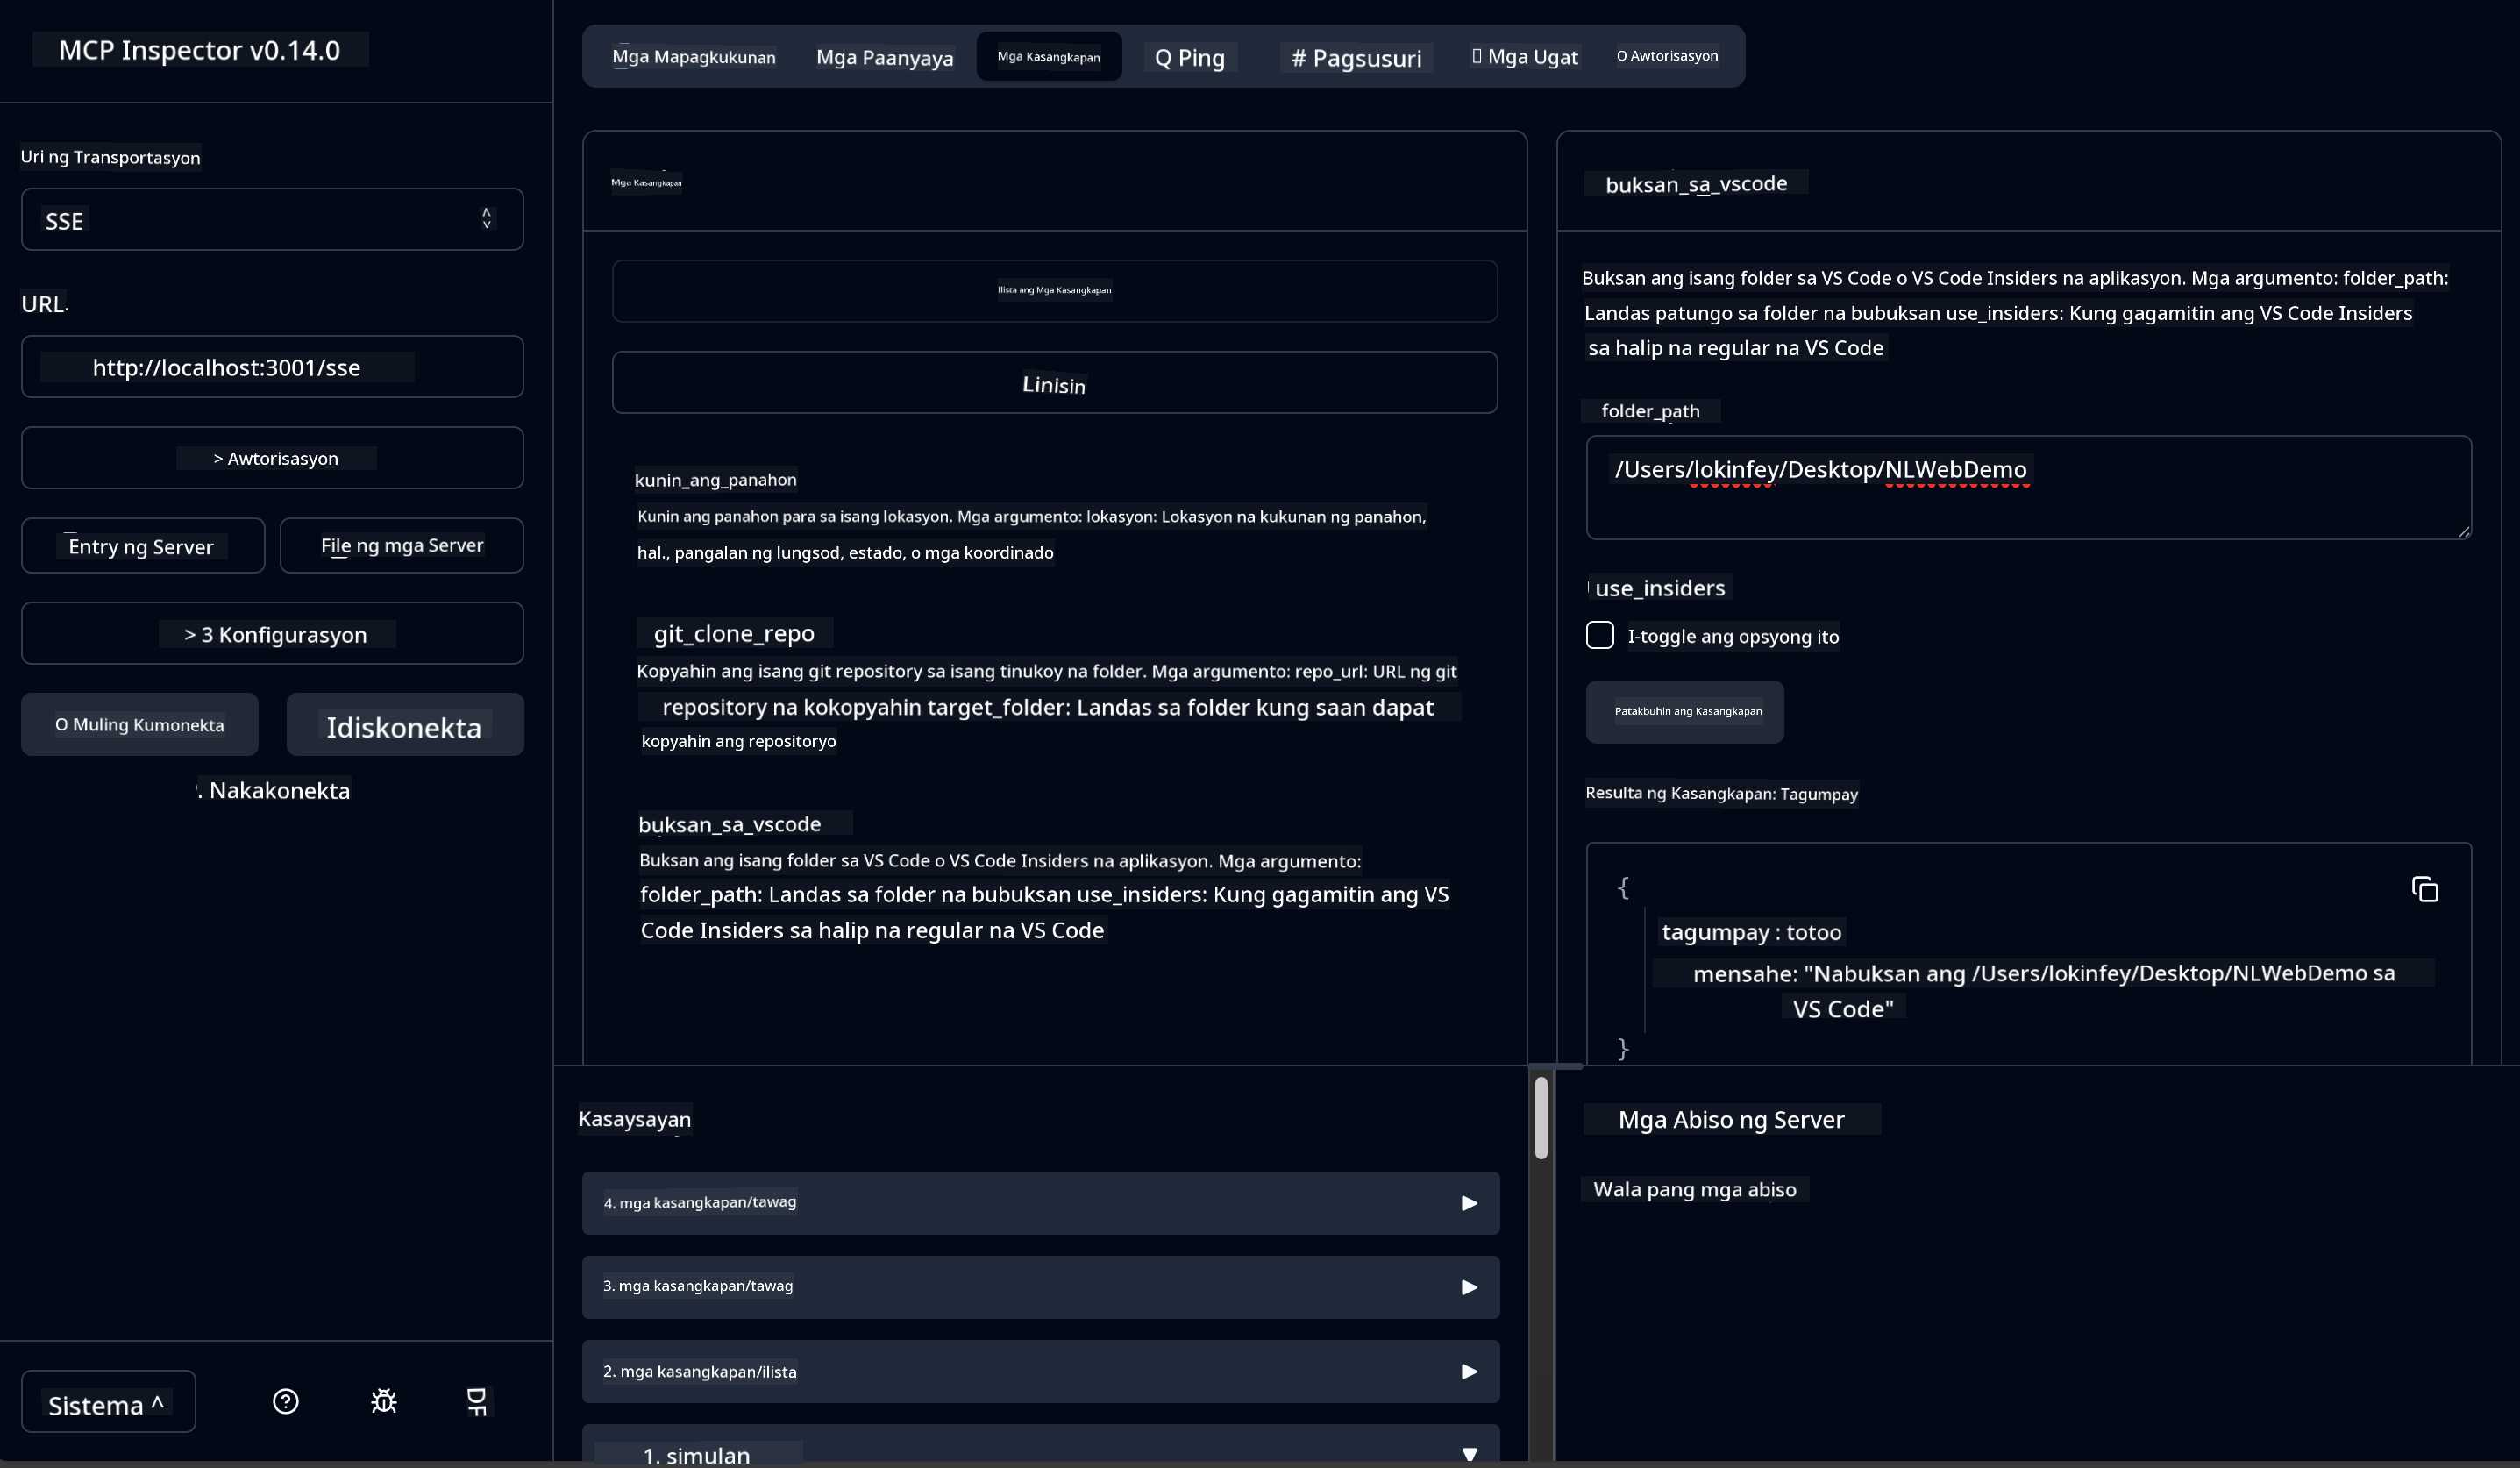 MCP Inspector v0.14.0
Uri ng Transportasyon
SSE
URL
http://localhost:3001/sse
> Awtorisasyon
Entry ng Server
File ng mga Server
> 3 Konfigurasyon
O Muling Kumonekta
Idiskonekta
. Nakakonekta
Sistema ^
DF
Mga Mapagkukunan
Mga Paanyaya
Mga Kasangkapan
Q Ping
# Pagsusuri
Mga Ugat
O Awtorisasyon
Mga Kasangkapan
Ilista ang Mga Kasangkapan
Linisin
kunin_ang_panahon
Kunin ang panahon para sa isang lokasyon. Mga argumento: lokasyon: Lokasyon na kukunan ng panahon,
hal., pangalan ng lungsod, estado, o mga koordinado
git_clone_repo
Kopyahin ang isang git repository sa isang tinukoy na folder. Mga argumento: repo_url: URL ng git
repository na kokopyahin target_folder: Landas sa folder kung saan dapat
kopyahin ang repositoryo
buksan_sa_vscode
Buksan ang isang folder sa VS Code o VS Code Insiders na aplikasyon. Mga argumento:
folder_path: Landas sa folder na bubuksan use_insiders: Kung gagamitin ang VS
Code Insiders sa halip na regular na VS Code
buksan_sa_vscode
Buksan ang isang folder sa VS Code o VS Code Insiders na aplikasyon. Mga argumento: folder_path:
Landas patungo sa folder na bubuksan use_insiders: Kung gagamitin ang VS Code Insiders
sa halip na regular na VS Code
folder_path
/Users/lokinfey/Desktop/NLWebDemo
use_insiders
I-toggle ang opsyong ito
Patakbuhin ang Kasangkapan
Resulta ng Kasangkapan: Tagumpay
{
tagumpay : totoo
mensahe: "Nabuksan ang /Users/lokinfey/Desktop/NLWebDemo sa
VS Code"
}
Kasaysayan
4. mga kasangkapan/tawag
3. mga kasangkapan/tawag
2. mga kasangkapan/ilista
1. simulan
Mga Abiso ng Server
Wala pang mga abiso